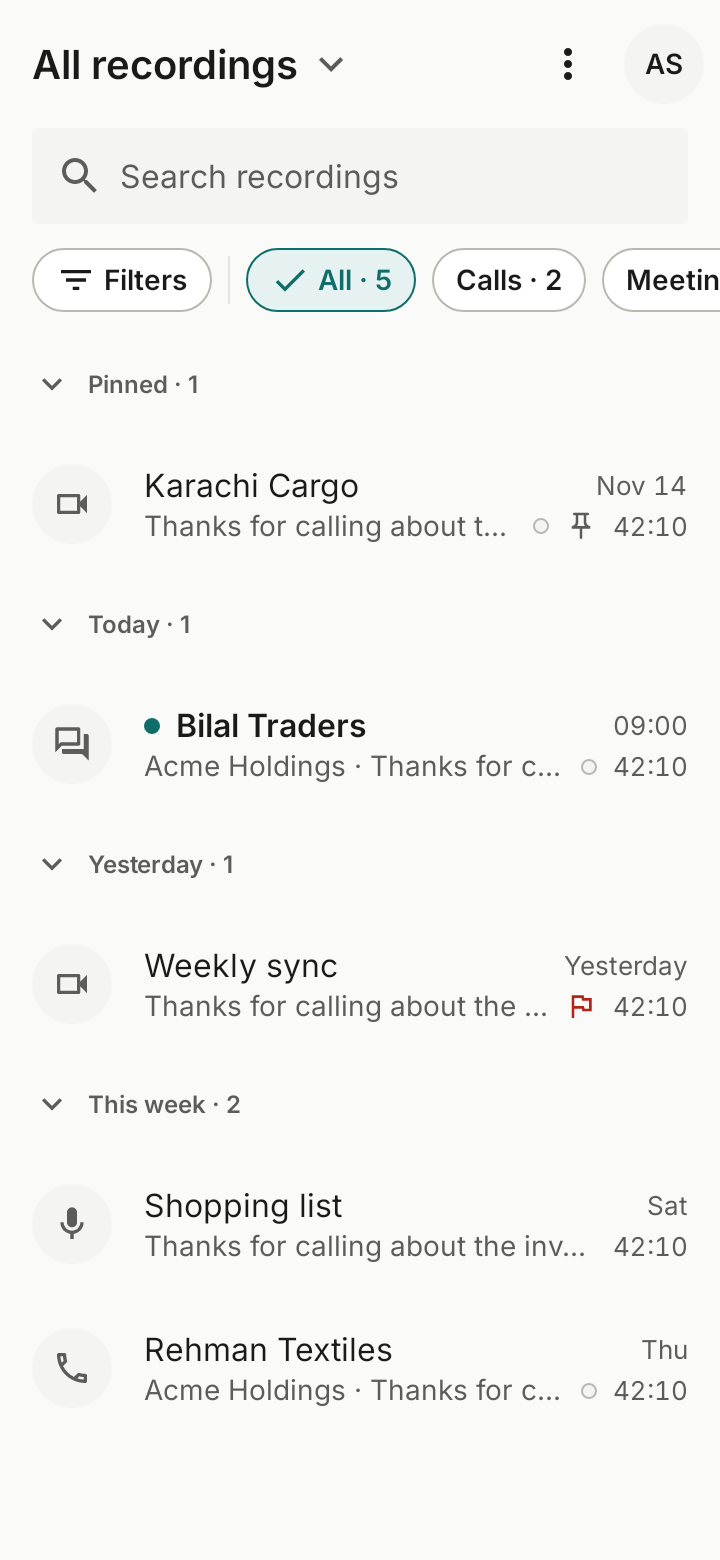 All recordings
AS
Search recordings
Filters
All · 5
Calls · 2
Meetin
Pinned · 1
Karachi Cargo
Nov 14
Thanks for calling about t...
42:10
Today · 1
Bilal Traders
09:00
Acme Holdings · Thanks for c...
42:10
Yesterday · 1
Weekly sync
Yesterday
Thanks for calling about the ...
42:10
This week · 2
Shopping list
Sat
Thanks for calling about the inv...
42:10
Rehman Textiles
Thu
Acme Holdings · Thanks for c...
42:10